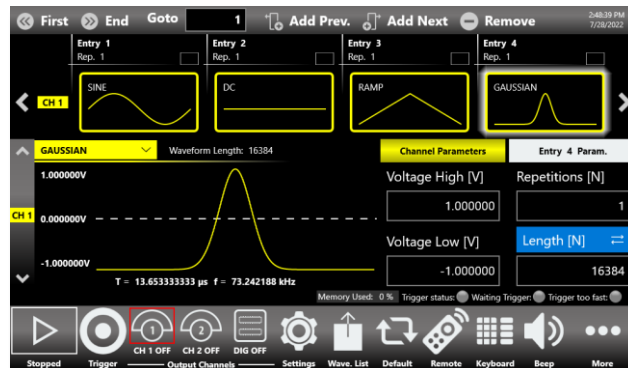 First End Goto 1 Add Prev. Add Next Remove 2:48:39 PM
7/28/2022
Entry 1 Entry 2 Entry 3 Entry 4
Rep. 1 Rep. 1 Rep. 1 Rep. 1
SINE DC RAMP GAUSSIAN
CH 1
GAUSSIAN Waveform Length: 16384 Channel Parameters Entry 4 Param.
1.000000V Voltage High [V] Repetitions [N]
1.000000 1
CH 1 0.000000V
Voltage Low [V] Length [N]
-1.000000V -1.000000 16384
T = 13.653333333 µs f = 73.242188 kHz
Memory Used: 0 % Trigger status: Waiting Trigger: Trigger too fast:
1 2
CH 1 OFF CH 2 OFF DIG OFF
Stopped Trigger Output Channels Settings Wave. List Default Remote Keyboard Beep More